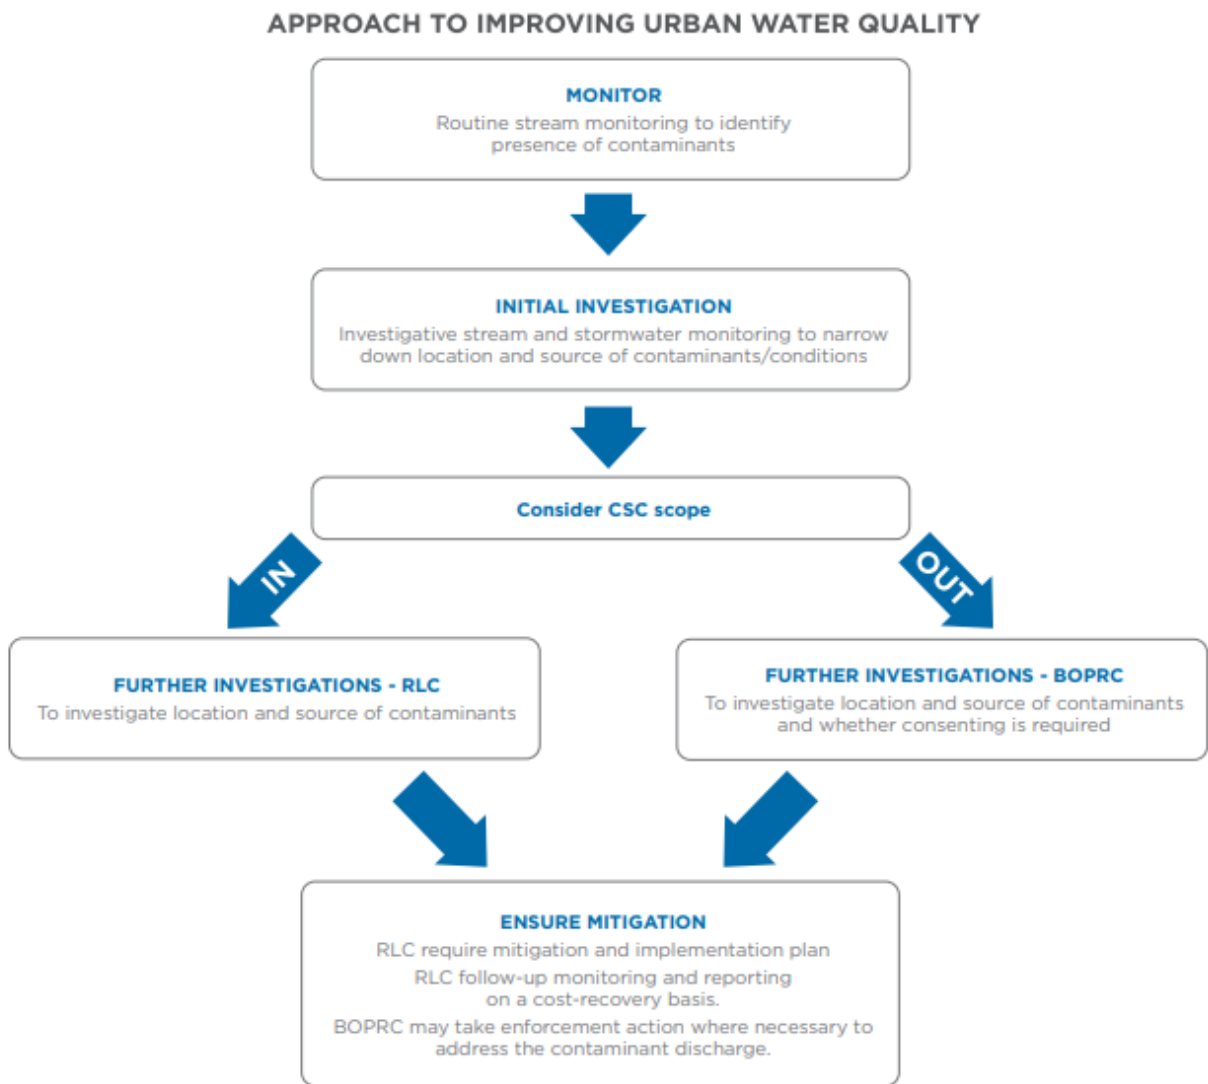 APPROACH TO IMPROVING URBAN WATER QUALITY
MONITOR
Routine stream monitoring to identify
presence of contaminants
INITIAL INVESTIGATION
Investigative stream and stormwater monitoring to narrow
down location and source of contaminants/conditions
Consider CSC scope
IN
OUT
FURTHER INVESTIGATIONS - RLC
To investigate location and source of contaminants
FURTHER INVESTIGATIONS - BOPRC
To investigate location and source of contaminants
and whether consenting is required
ENSURE MITIGATION
RLC require mitigation and implementation plan
RLC follow-up monitoring and reporting
on a cost-recovery basis.
BOPRC may take enforcement action where necessary to
address the contaminant discharge.